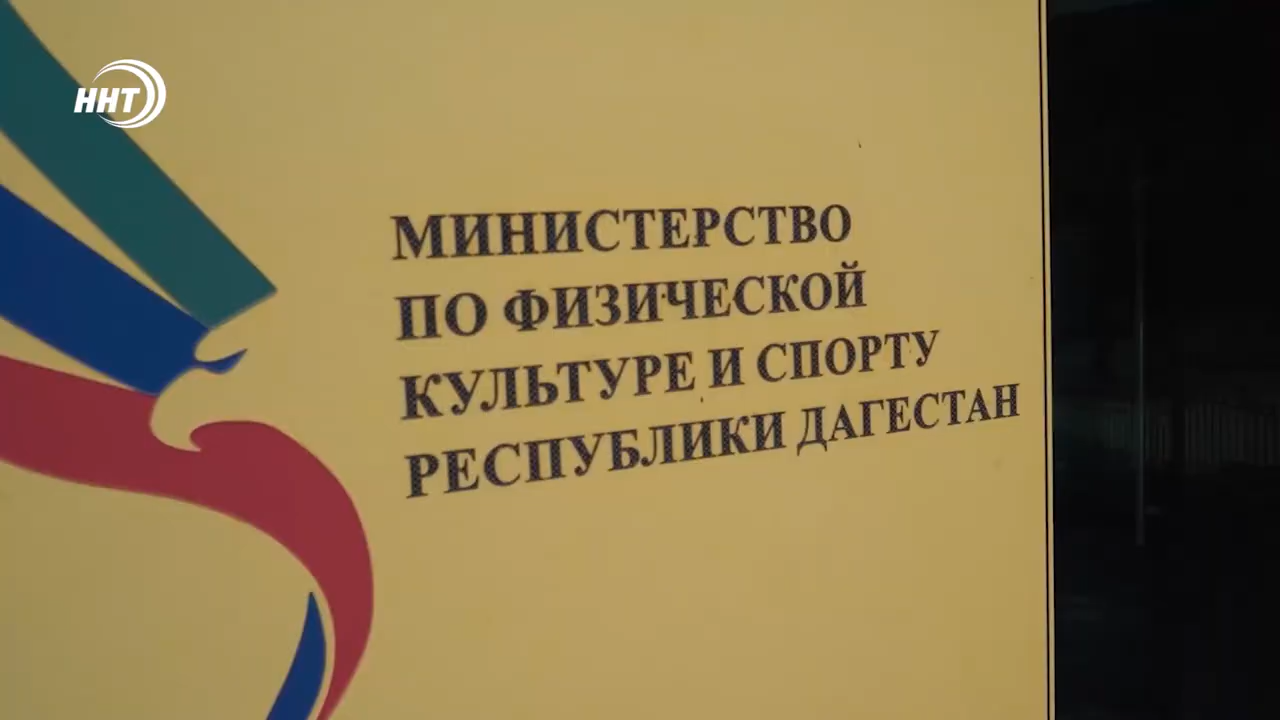 ННТ
МИНИСТЕРСТВО
ПО ФИЗИЧЕСКОЙ
КУЛЬТУРЕ И СПОРТУ
РЕСПУБЛИКИ ДАГЕСТАН